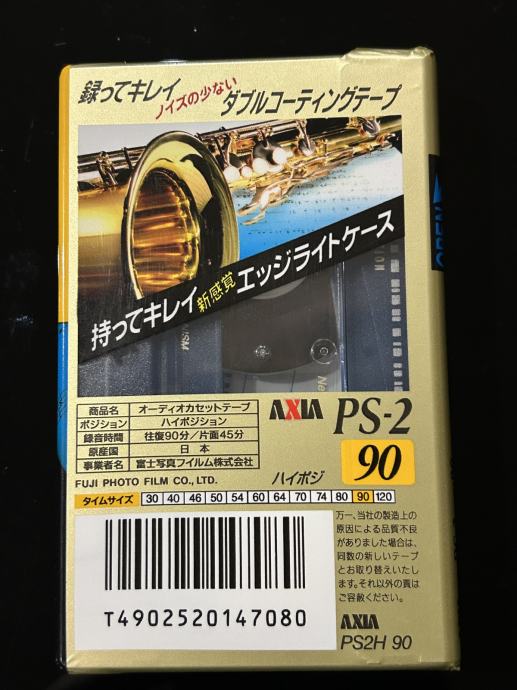 録ってキレイ ノイズの少ない ダブルコーティングテープ
持ってキレイ 新感覚 エッジライトケース
OPEN
商品名 オーディオカセットテープ
ポジション ハイポジション
録音時間 往復90分/片面45分
原産国 日本
事業者名 富士写真フイルム株式会社
FUJI PHOTO FILM CO., LTD.
AXIA PS-2
ハイポジ 90
タイムサイズ 30 40 46 50 54 60 64 70 74 80 90 120
万一、当社の製造上の
原因による品質不良
がありました場合は、
同数の新しいテープ
とお取り替えいたし
ます。それ以外の責は
ご容赦ください。
T4902520147080
AXIA
PS2H 90